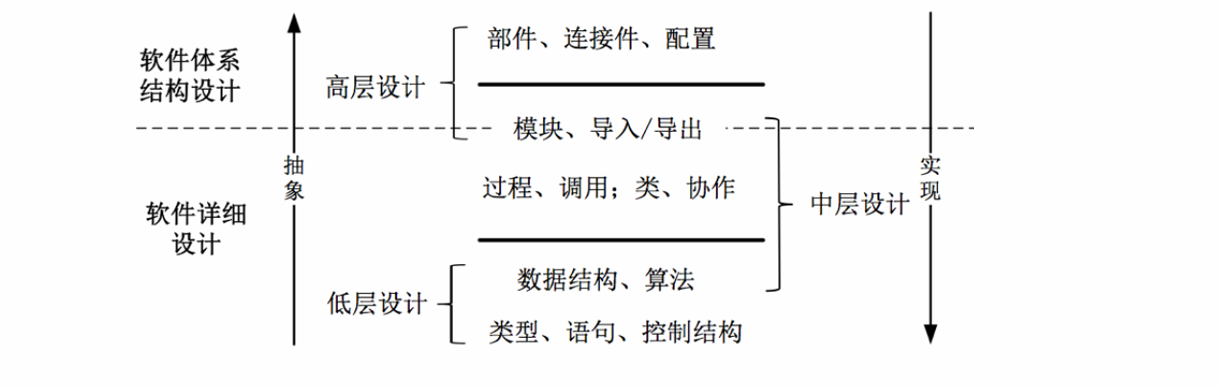 软件体系
结构设计
高层设计
部件、连接件、配置
模块、导入/导出
抽
象
实
现
软件详细
设计
过程、调用；类、协作
中层设计
低层设计
数据结构、算法
类型、语句、控制结构